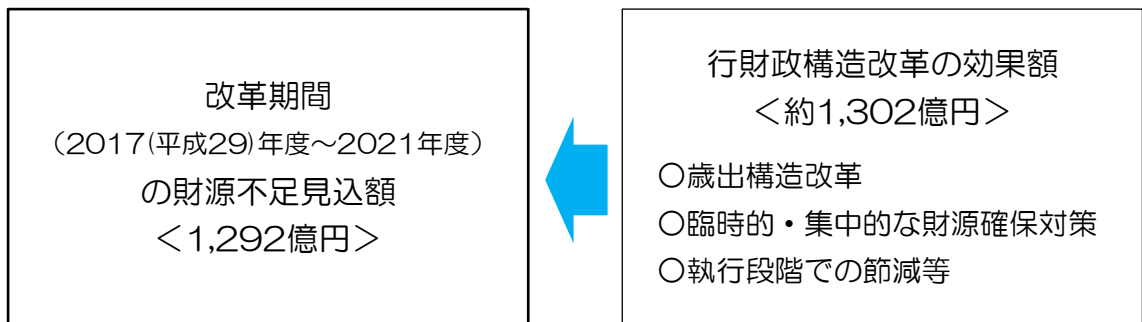 改革期間
（2017(平成29)年度～2021年度）
の財源不足見込額
＜1,292億円＞
行財政構造改革の効果額
＜約1,302億円＞
○歳出構造改革
○臨時的・集中的な財源確保対策
○執行段階での節減等